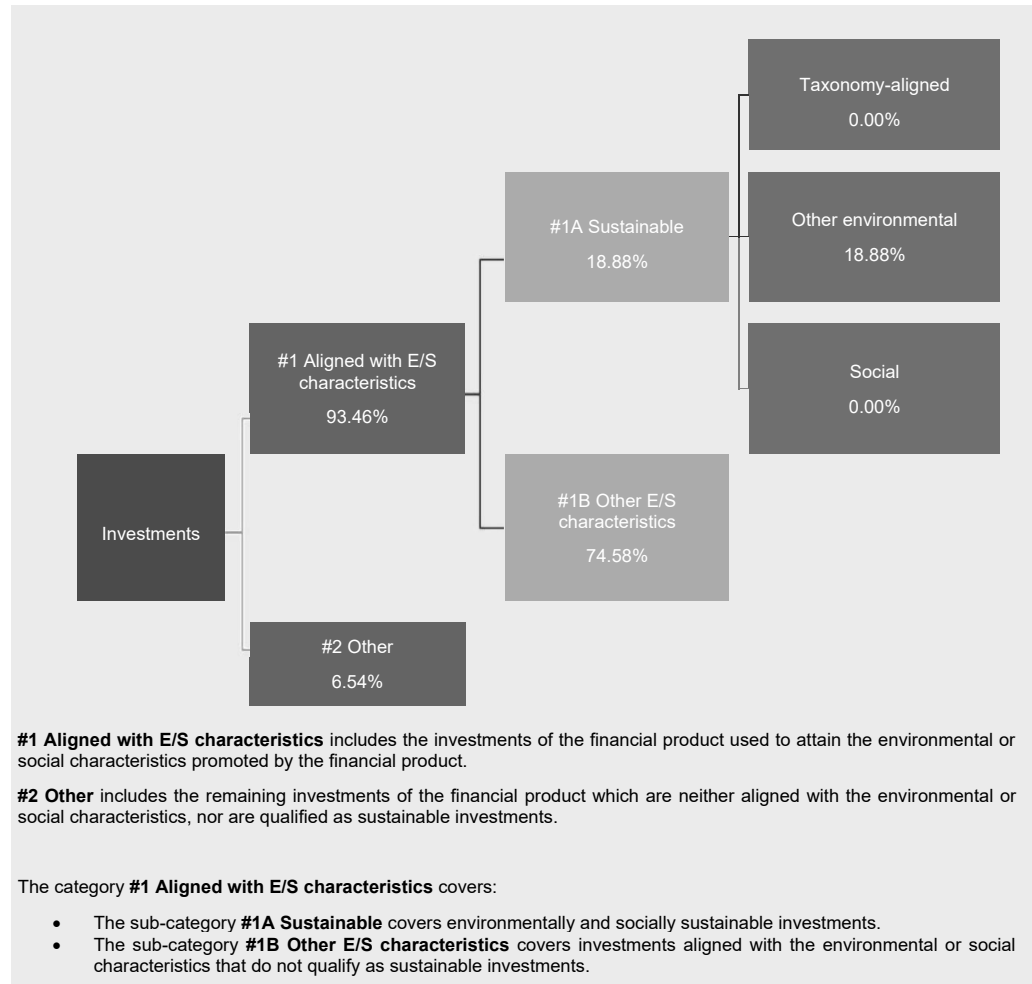 Taxonomy-aligned
0.00%
#1A Sustainable
18.88%
Other environmental
18.88%
#1 Aligned with E/S
characteristics
93.46%
Social
0.00%
Investments
#1B Other E/S
characteristics
74.58%
#2 Other
6.54%
#1 Aligned with E/S characteristics includes the investments of the financial product used to attain the environmental or
social characteristics promoted by the financial product.
#2 Other includes the remaining investments of the financial product which are neither aligned with the environmental or
social characteristics, nor are qualified as sustainable investments.
The category #1 Aligned with E/S characteristics covers:
• The sub-category #1A Sustainable covers environmentally and socially sustainable investments.
• The sub-category #1B Other E/S characteristics covers investments aligned with the environmental or social
characteristics that do not qualify as sustainable investments.